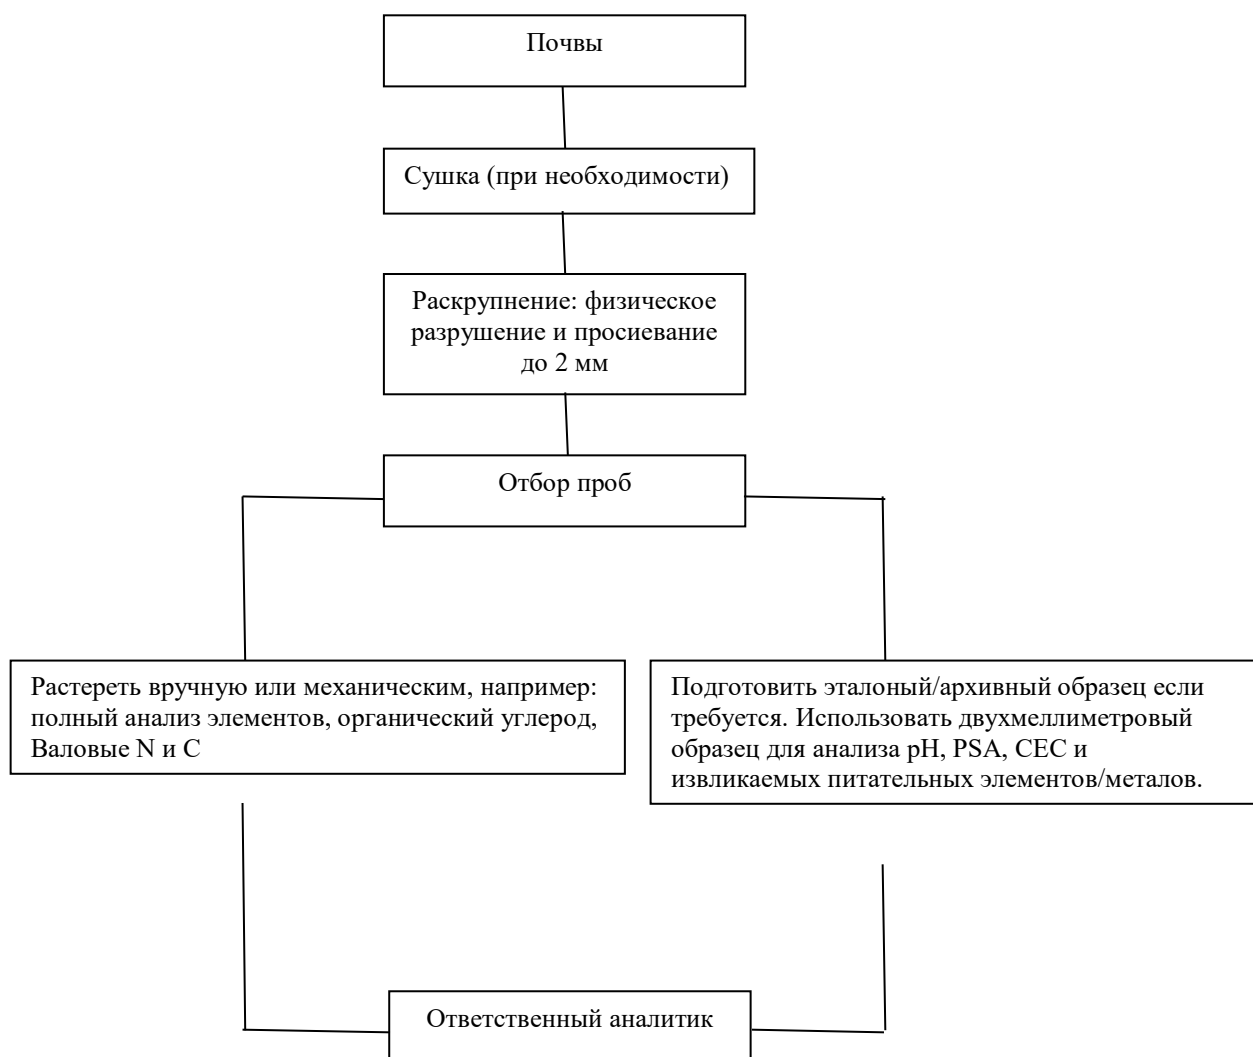 Почвы
Сушка (при необходимости)
Раскрупнение: физическое
разрушение и просиевание
до 2 мм
Отбор проб
Растереть вручную или механическим, например:
полный анализ элементов, органический углерод,
Валовые N и C
Подготовить эталоный/архивный образец если
требуется. Использовать двухмеллиметровый
образец для анализа pH, PSA, CEC и
извликаемых питательных элементов/металов.
Ответственный аналитик